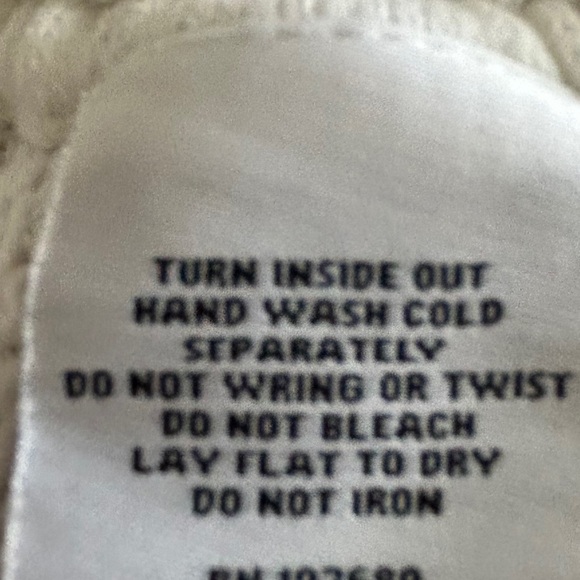 TURN INSIDE OUT
HAND WASH COLD
SEPARATELY
DO NOT WRING OR TWIST
DO NOT BLEACH
LAY FLAT TO DRY
DO NOT IRON